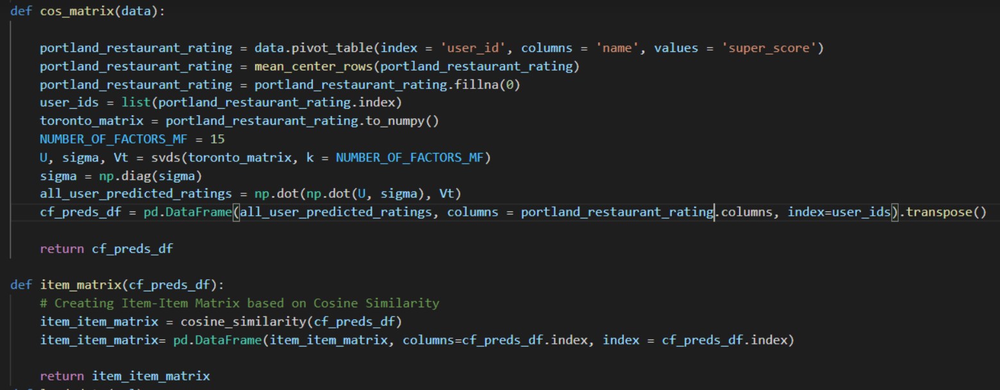 def cos_matrix(data):
    portland_restaurant_rating = data.pivot_table(index = 'user_id', columns = 'name', values = 'super_score')
    portland_restaurant_rating = mean_center_rows(portland_restaurant_rating)
    portland_restaurant_rating = portland_restaurant_rating.fillna(0)
    user_ids = list(portland_restaurant_rating.index)
    toronto_matrix = portland_restaurant_rating.to_numpy()
    NUMBER_OF_FACTORS_MF = 15
    U, sigma, Vt = svds(toronto_matrix, k = NUMBER_OF_FACTORS_MF)
    sigma = np.diag(sigma)
    all_user_predicted_ratings = np.dot(np.dot(U, sigma), Vt)
    cf_preds_df = pd.DataFrame(all_user_predicted_ratings, columns = portland_restaurant_rating.columns, index=user_ids).transpose()
    return cf_preds_df
def item_matrix(cf_preds_df):
    # Creating Item-Item Matrix based on Cosine Similarity
    item_item_matrix = cosine_similarity(cf_preds_df)
    item_item_matrix= pd.DataFrame(item_item_matrix, columns=cf_preds_df.index, index = cf_preds_df.index)
    return item_item_matrix